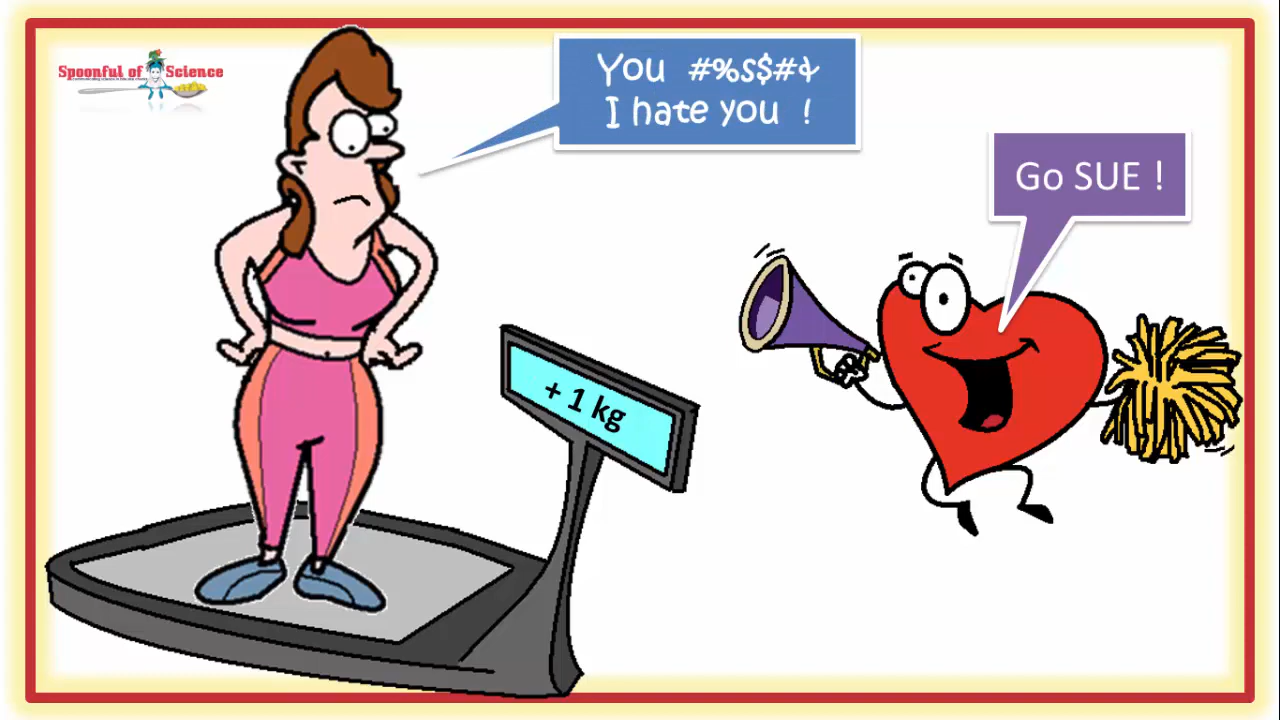 Spoonful of Science
You #%s$#&
I hate you !
Go SUE !
+ 1 kg